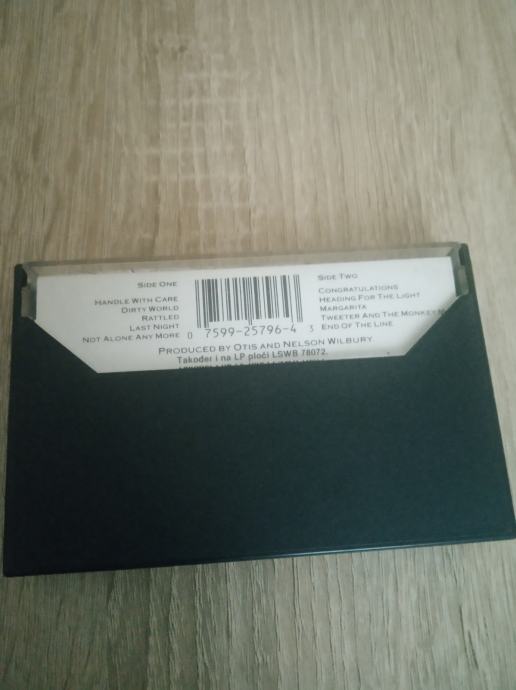 SIDE ONE
HANDLE WITH CARE
DIRTY WORLD
RATTLED
LAST NIGHT
NOT ALONE ANY MORE
0 7599-25796-4 3
SIDE TWO
CONGRATULATIONS
HEADING FOR THE LIGHT
MARGARITA
TWEETER AND THE MONKEY M
END OF THE LINE
PRODUCED BY OTIS AND NELSON WILBURY
Također i na LP ploči LSWB 78072.